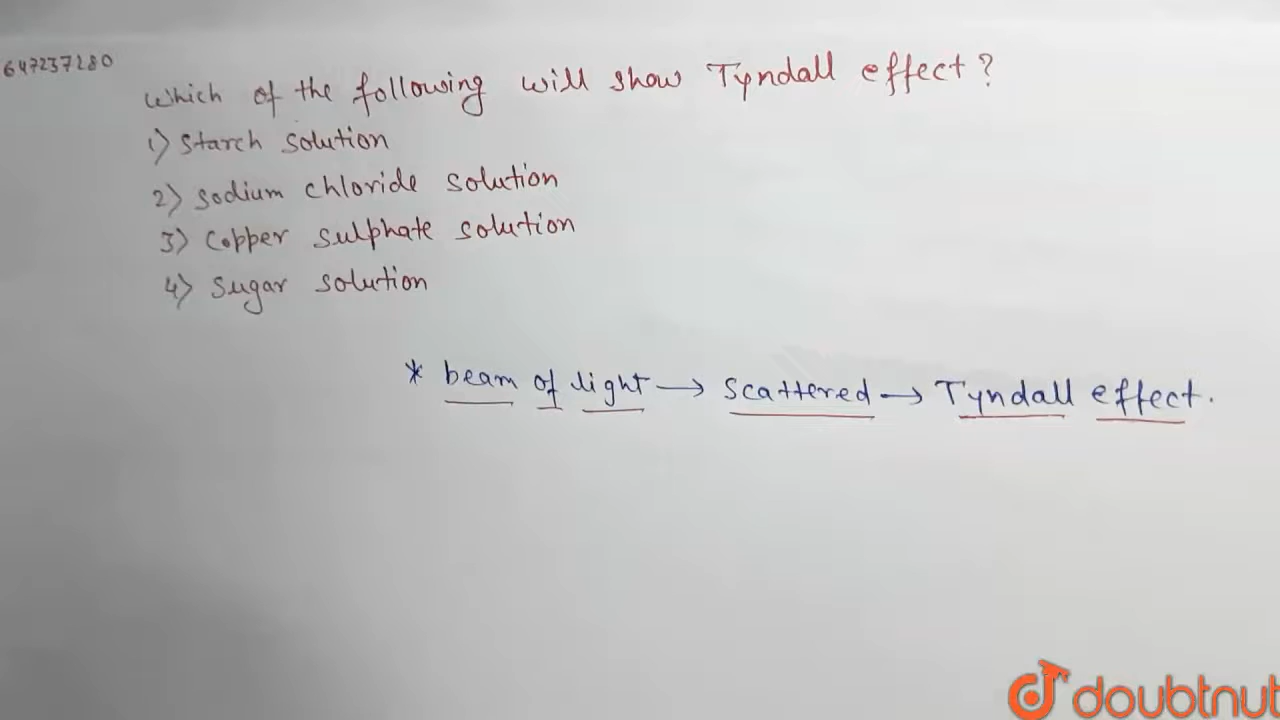 647237280
Which of the following will show Tyndall effect?
1) Starch solution
2) Sodium chloride solution
3) Copper sulphate solution
4) Sugar solution
* beam of light → scattered → Tyndall effect.
doubtnut